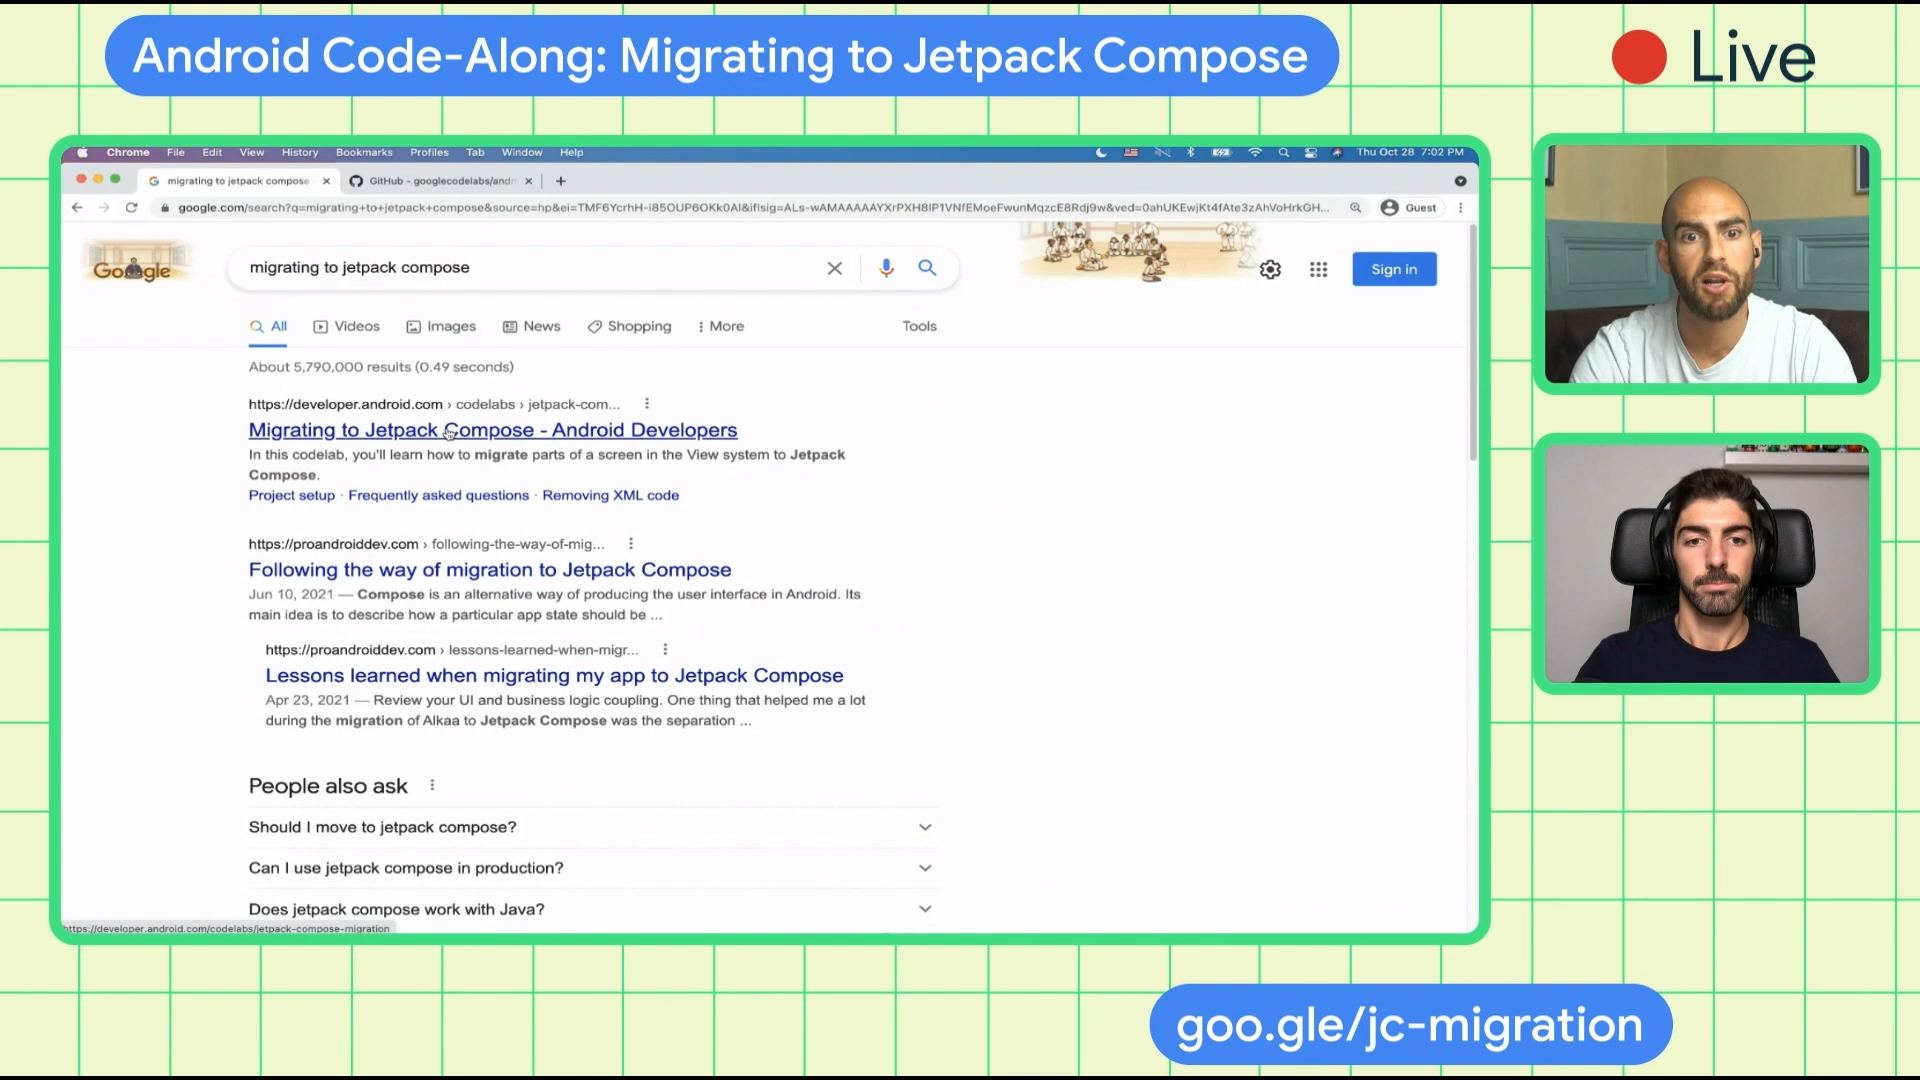 Android Code-Along: Migrating to Jetpack Compose
Live
Chrome File Edit View History Bookmarks Profiles Tab Window Help
Thu Oct 28 7:02 PM
migrating to jetpack compose
GitHub - googlecodelabs/andr
Guest
Google
migrating to jetpack compose
Sign in
All Videos Images News Shopping More Tools
About 5,790,000 results (0.49 seconds)
https://developer.android.com › codelabs › jetpack-com...
Migrating to Jetpack Compose - Android Developers
In this codelab, you'll learn how to migrate parts of a screen in the View system to Jetpack
Compose.
Project setup · Frequently asked questions · Removing XML code
https://proandroiddev.com › following-the-way-of-mig...
Following the way of migration to Jetpack Compose
Jun 10, 2021 — Compose is an alternative way of producing the user interface in Android. Its
main idea is to describe how a particular app state should be ...
https://proandroiddev.com › lessons-learned-when-migr...
Lessons learned when migrating my app to Jetpack Compose
Apr 23, 2021 — Review your UI and business logic coupling. One thing that helped me a lot
during the migration of Alkaa to Jetpack Compose was the separation ...
People also ask
Should I move to jetpack compose?
Can I use jetpack compose in production?
Does jetpack compose work with Java?
https://developer.android.com/codelabs/jetpack-compose-migration
goo.gle/jc-migration